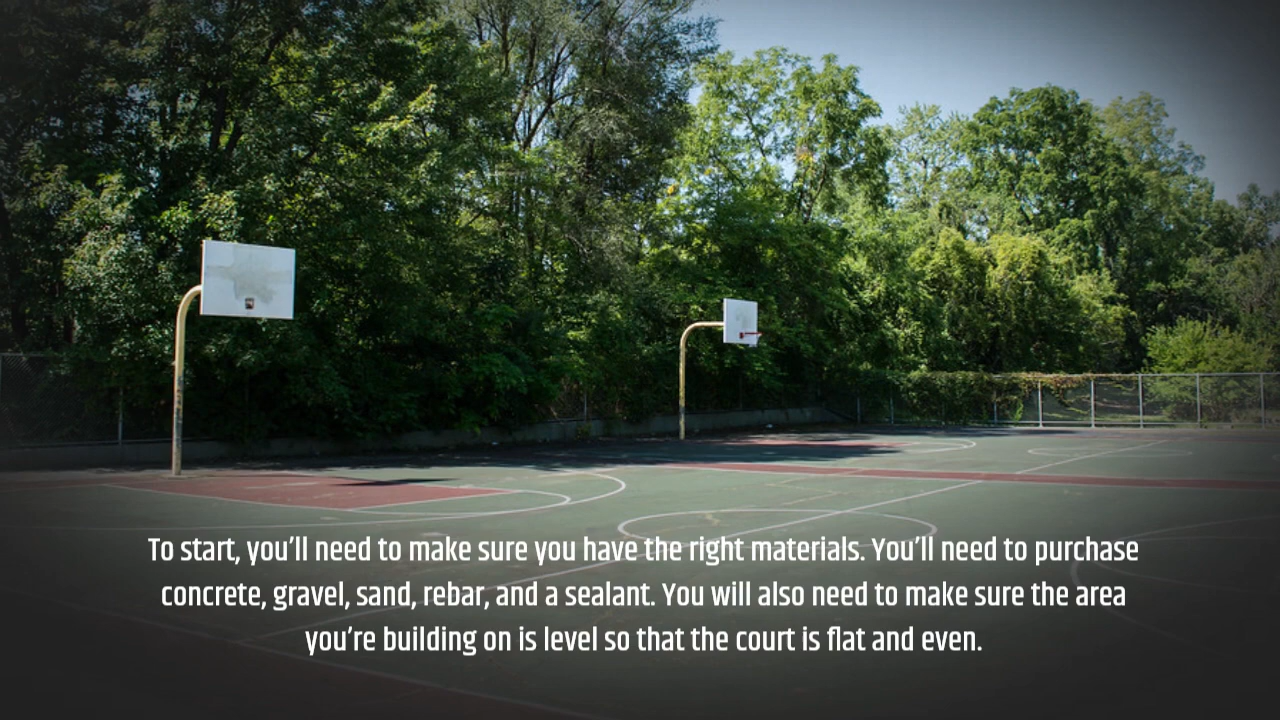 To start, you’ll need to make sure you have the right materials. You’ll need to purchase
concrete, gravel, sand, rebar, and a sealant. You will also need to make sure the area
you’re building on is level so that the court is flat and even.